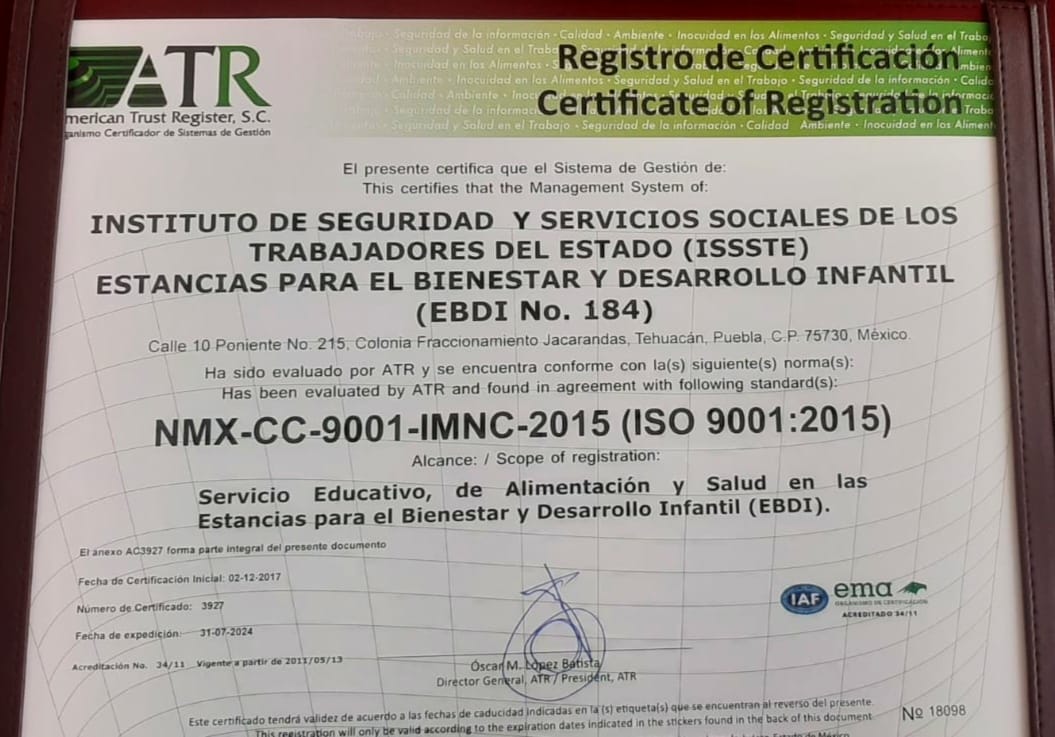 ATR
merican Trust Register, S.C.
anismo Certificador de Sistemas de Gestión
Registro de Certificación
Certificate of Registration
El presente certifica que el Sistema de Gestión de:
This certifies that the Management System of:
INSTITUTO DE SEGURIDAD Y SERVICIOS SOCIALES DE LOS
TRABAJADORES DEL ESTADO (ISSSTE)
ESTANCIAS PARA EL BIENESTAR Y DESARROLLO INFANTIL
(EBDI No. 184)
Calle 10 Poniente No. 215, Colonia Fraccionamiento Jacarandas, Tehuacán, Puebla, C.P. 75730, México.
Ha sido evaluado por ATR y se encuentra conforme con la(s) siguiente(s) norma(s):
Has been evaluated by ATR and found in agreement with following standard(s):
NMX-CC-9001-IMNC-2015 (ISO 9001:2015)
Alcance: / Scope of registration:
Servicio Educativo, de Alimentación y Salud en las
Estancias para el Bienestar y Desarrollo Infantil (EBDI).
El anexo AC3927 forma parte integral del presente documento
Fecha de Certificación Inicial: 02-12-2017
Número de Certificado: 3927
Fecha de expedición: 31-07-2024
Acreditación No. 34/11 Vigente a partir de 2011/05/13
IAF
ema
ORGANISMO DE CERTIFICACIÓN
ACREDITADO 34/11
Óscar M. López Batista
Director General, ATR / President, ATR
Este certificado tendrá validez de acuerdo a las fechas de caducidad indicadas en la (s) etiqueta(s) que se encuentran al reverso del presente.
This registration will only be valid according to the expiration dates indicated in the stickers found in the back of this document
Nº 18098